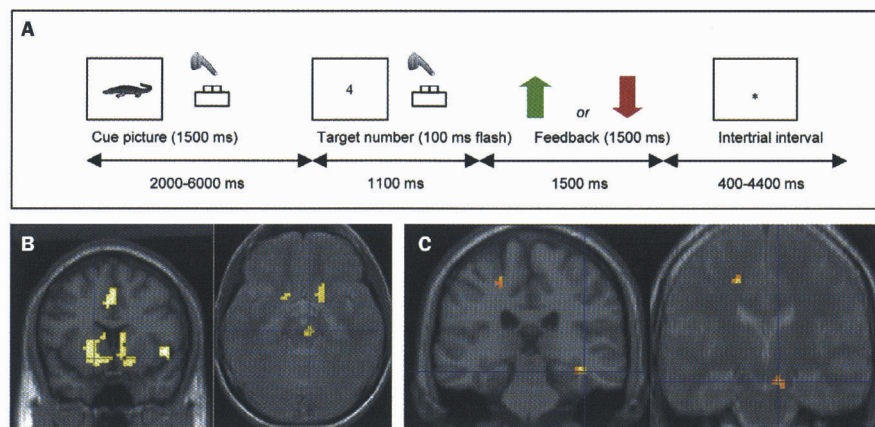 A
4
or
*
Cue picture (1500 ms) Target number (100 ms flash) Feedback (1500 ms) Intertrial interval
2000-6000 ms 1100 ms 1500 ms 400-4400 ms
B C